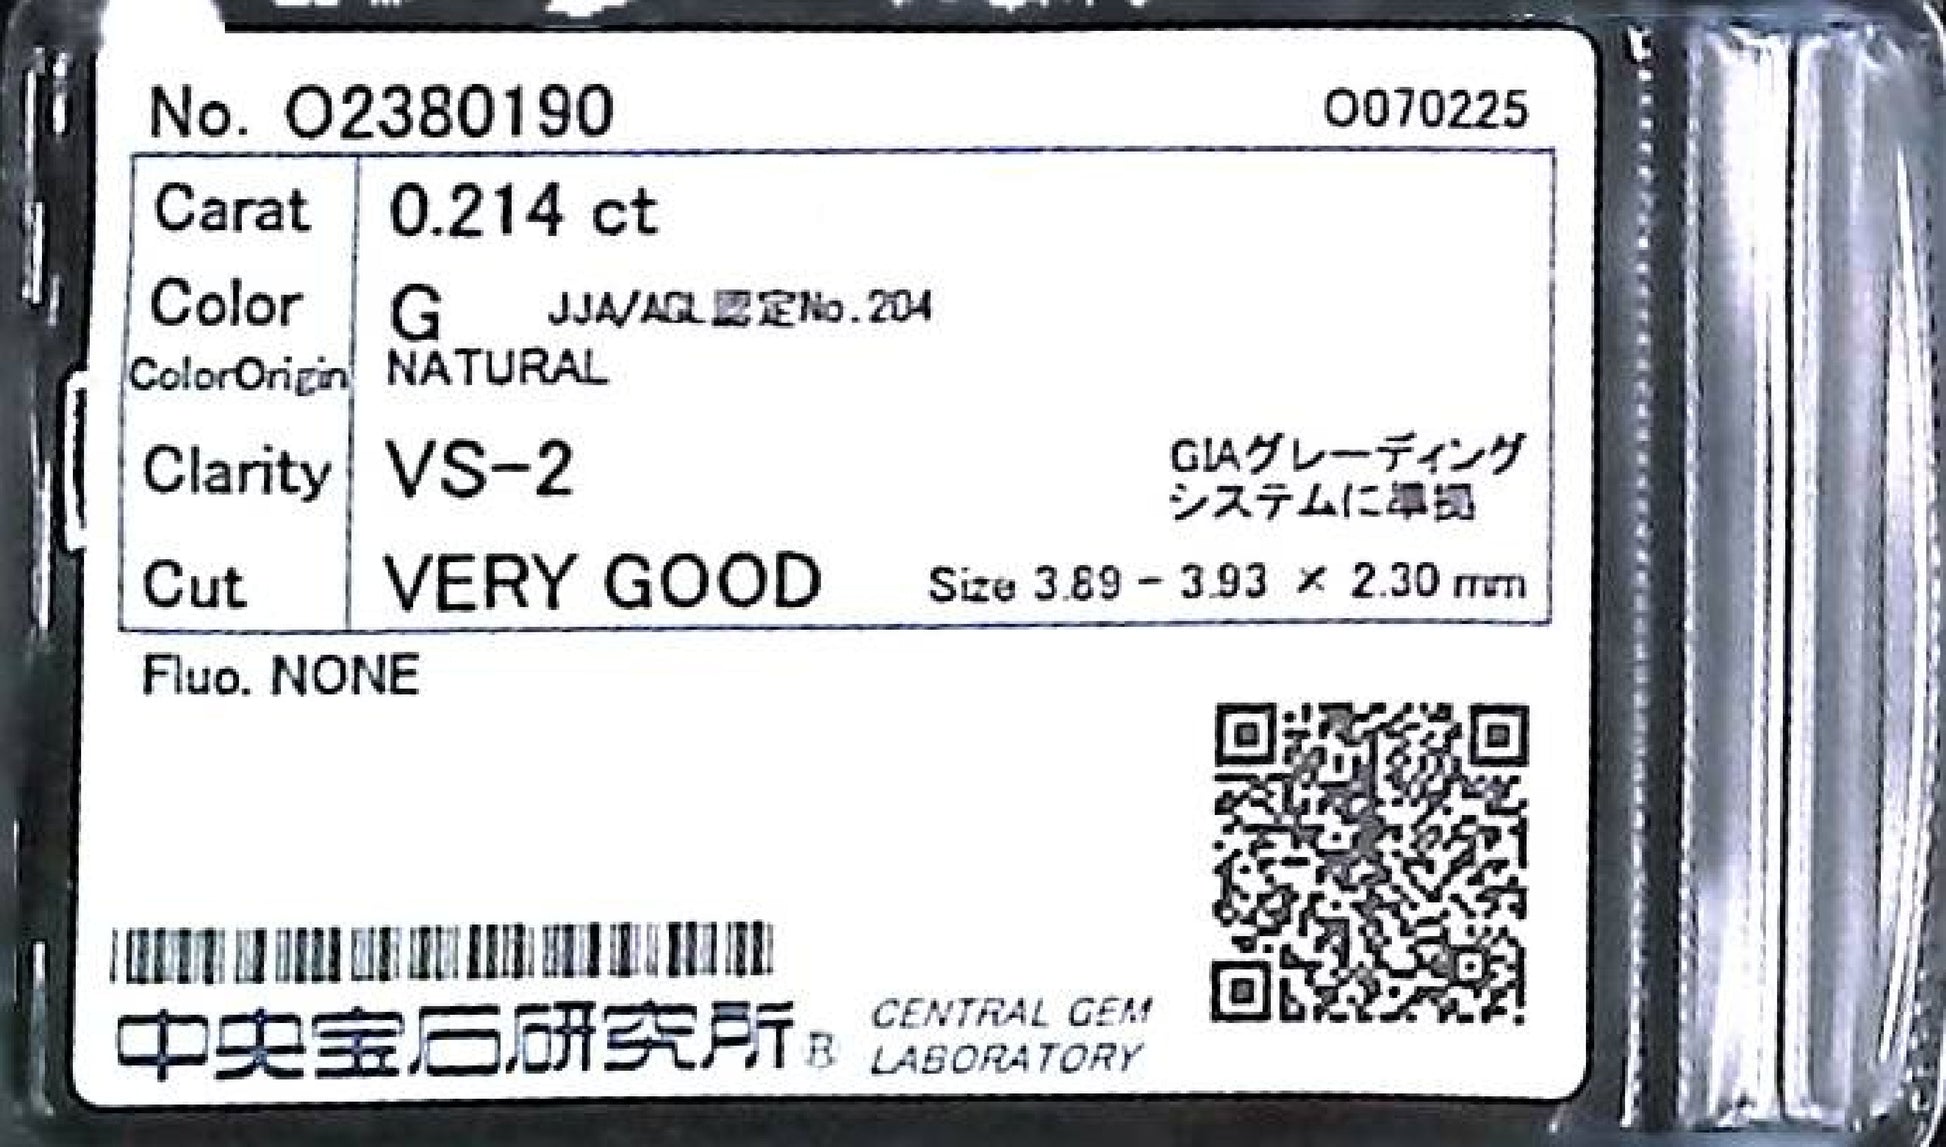 No. O2380190 O070225
Carat 0.214 ct
Color G JJA/AGL認定No.204
ColorOrigin NATURAL
Clarity VS-2 GIAグレーディング
システムに準拠
Cut VERY GOOD Size 3.89 - 3.93 × 2.30 mm
Fluo. NONE
中央宝石研究所 B CENTRAL GEM
LABORATORY